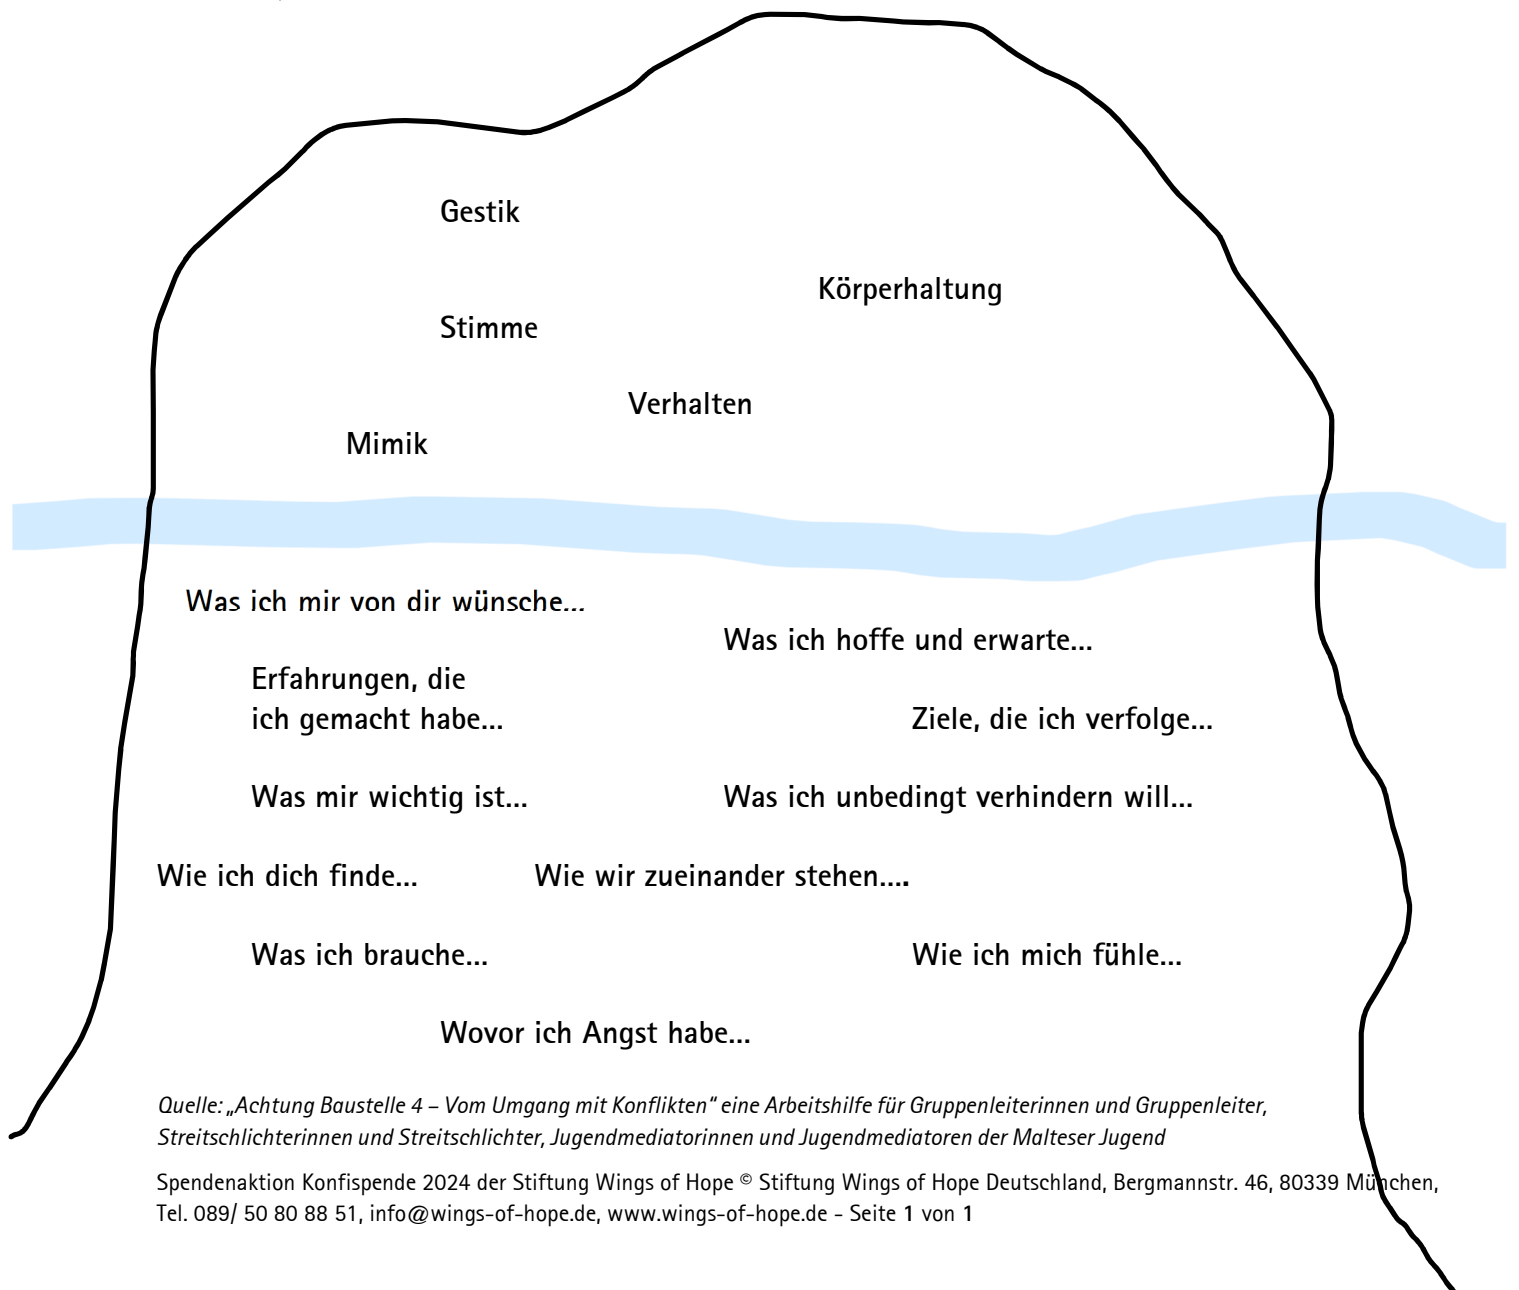 Gestik
Körperhaltung
Stimme
Verhalten
Mimik
Was ich mir von dir wünsche...
Was ich hoffe und erwarte...
Erfahrungen, die
ich gemacht habe...
Ziele, die ich verfolge...
Was mir wichtig ist...
Was ich unbedingt verhindern will...
Wie ich dich finde...
Wie wir zueinander stehen....
Was ich brauche...
Wie ich mich fühle...
Wovor ich Angst habe...
Quelle: „Achtung Baustelle 4 – Vom Umgang mit Konflikten“ eine Arbeitshilfe für Gruppenleiterinnen und Gruppenleiter,
Streitschlichterinnen und Streitschlichter, Jugendmediatorinnen und Jugendmediatoren der Malteser Jugend
Spendenaktion Konfispende 2024 der Stiftung Wings of Hope © Stiftung Wings of Hope Deutschland, Bergmannstr. 46, 80339 München,
Tel. 089/ 50 80 88 51, info@wings-of-hope.de, www.wings-of-hope.de - Seite 1 von 1